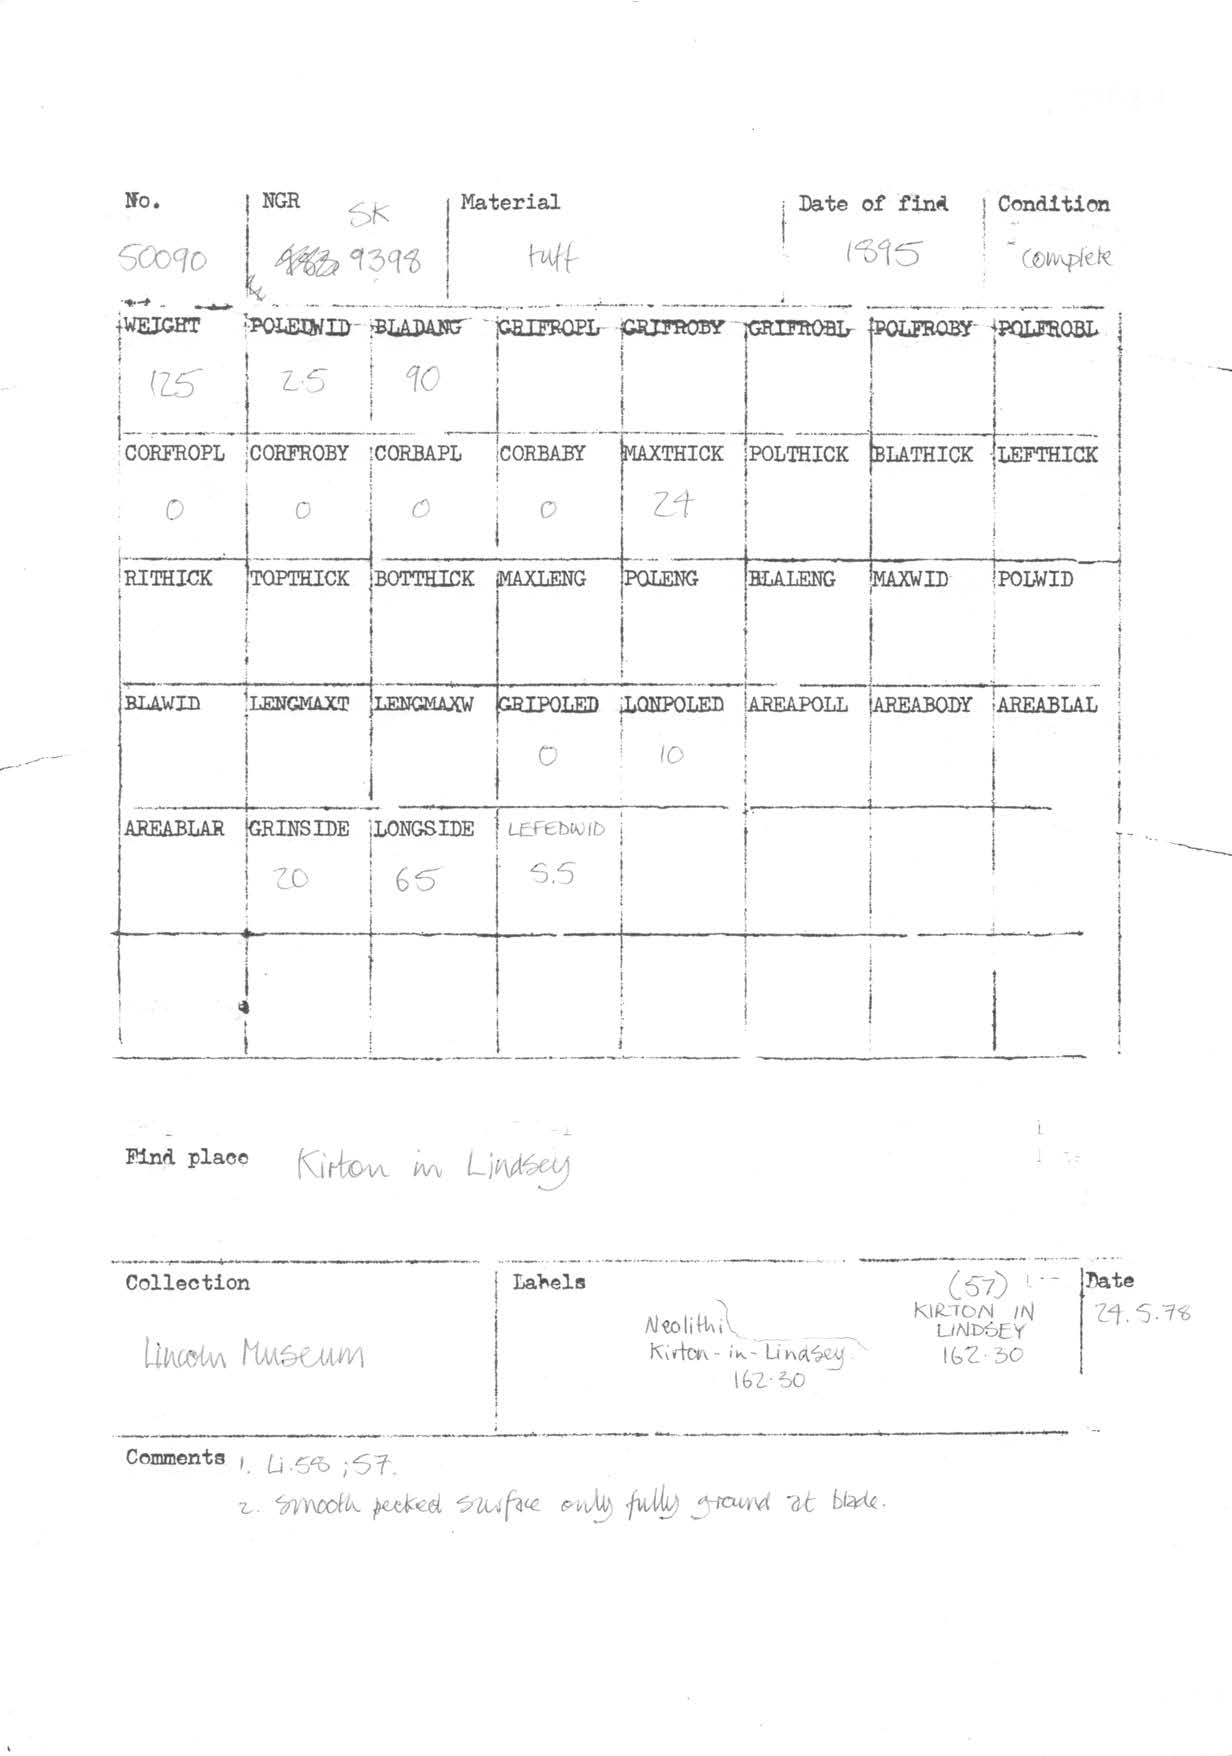 No. NGR Material Date of find Condition
SK
50090 9398 tuff 1895 complete
WEIGHT POLEDWID BLADANG GRIFROPL GRIFROBY GRIFROBL POLFROBY POLFROBL
125 2.5 90
CORFROPL CORFROBY CORBAPL CORBABY MAXTHICK POLTHICK BLATHICK LEFTHICK
0 0 0 0 24
RITHICK TOPTHICK BOTTHICK MAXLENG POLENG BLALENG MAXWID POLWID
BLAWID LENGMAXT LENGMAXW GRIPOLED LONPOLED AREAPOLL AREABODY AREABLAL
0 10
AREABLAR GRINSIDE LONGSIDE LEFEDWID
20 65 5.5
Find place Kirton in Lindsey
Collection Labels (57) Date
KIRTON IN 24.5.78
Neolithi LINDSEY
Lincoln Museum Kirton-in-Lindsey 162.30
162.30
Comments 1. Li.58 ; 57.
2. Smooth pecked surface only fully ground at blade.